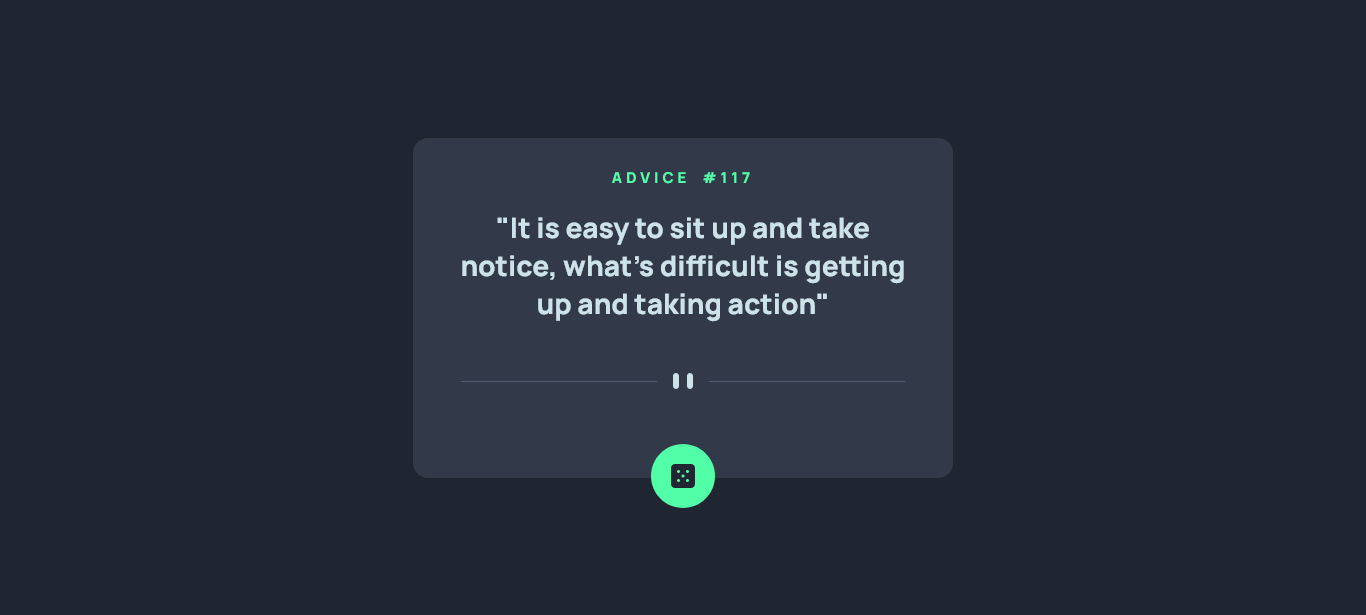 ADVICE #117
"It is easy to sit up and take
notice, what's difficult is getting
up and taking action"